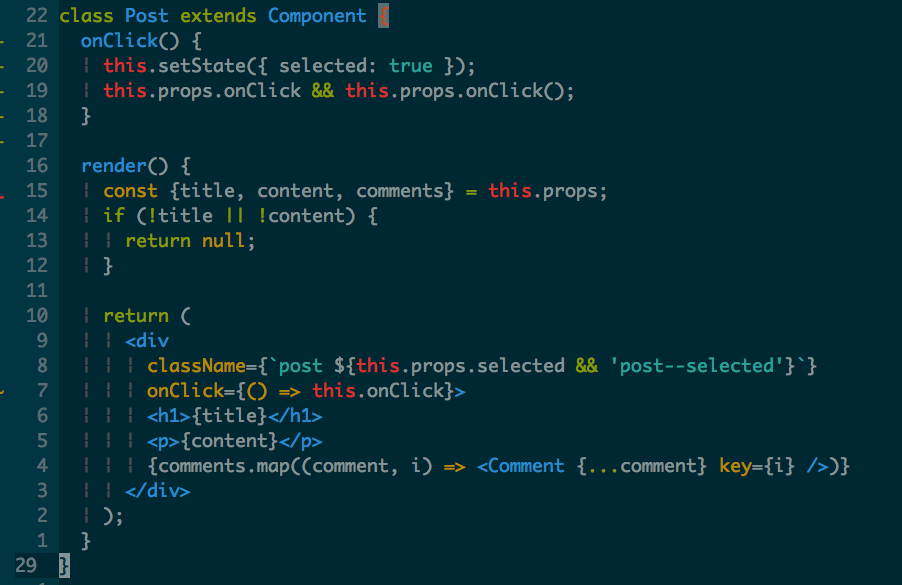 22 class Post extends Component {
21   onClick() {
20   ¦ this.setState({ selected: true });
19   ¦ this.props.onClick && this.props.onClick();
18   }
17
16   render() {
15   ¦ const {title, content, comments} = this.props;
14   ¦ if (!title || !content) {
13   ¦ ¦ return null;
12   ¦ }
11
10   ¦ return (
9   ¦ ¦ <div
8   ¦ ¦ ¦ className={`post ${this.props.selected && 'post--selected'}`}
7   ¦ ¦ ¦ onClick={() => this.onClick}>
6   ¦ ¦ ¦ <h1>{title}</h1>
5   ¦ ¦ ¦ <p>{content}</p>
4   ¦ ¦ ¦ {comments.map((comment, i) => <Comment {...comment} key={i} />)}
3   ¦ ¦ </div>
2   ¦ );
1   }
29 }